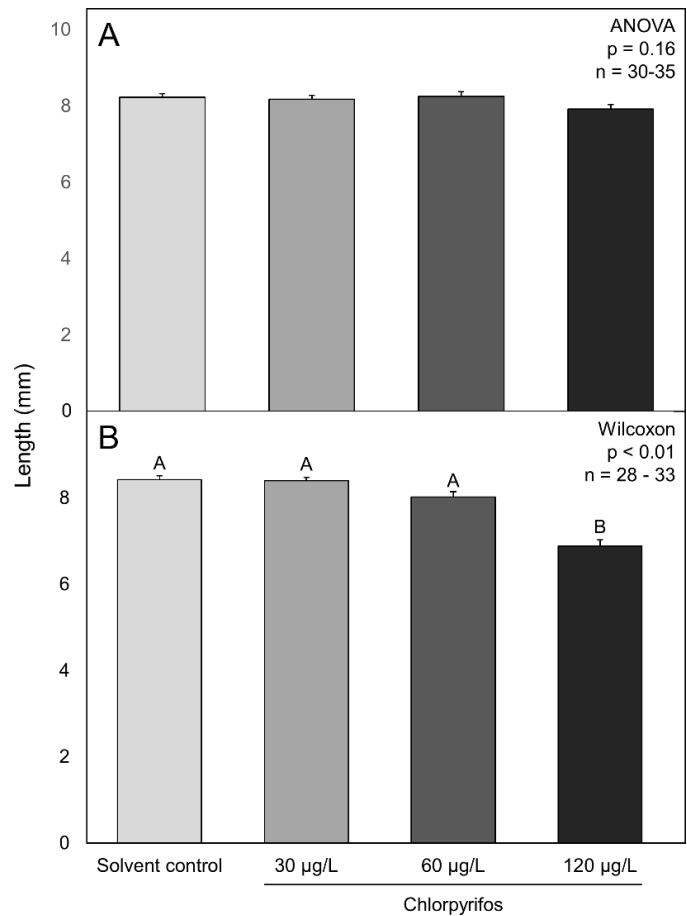 A
ANOVA
p = 0.16
n = 30-35
10
8
6
4
2
0
Length (mm)
B
Wilcoxon
p < 0.01
n = 28 - 33
A
A
A
B
8
6
4
2
0
Solvent control
30 µg/L
60 µg/L
120 µg/L
Chlorpyrifos